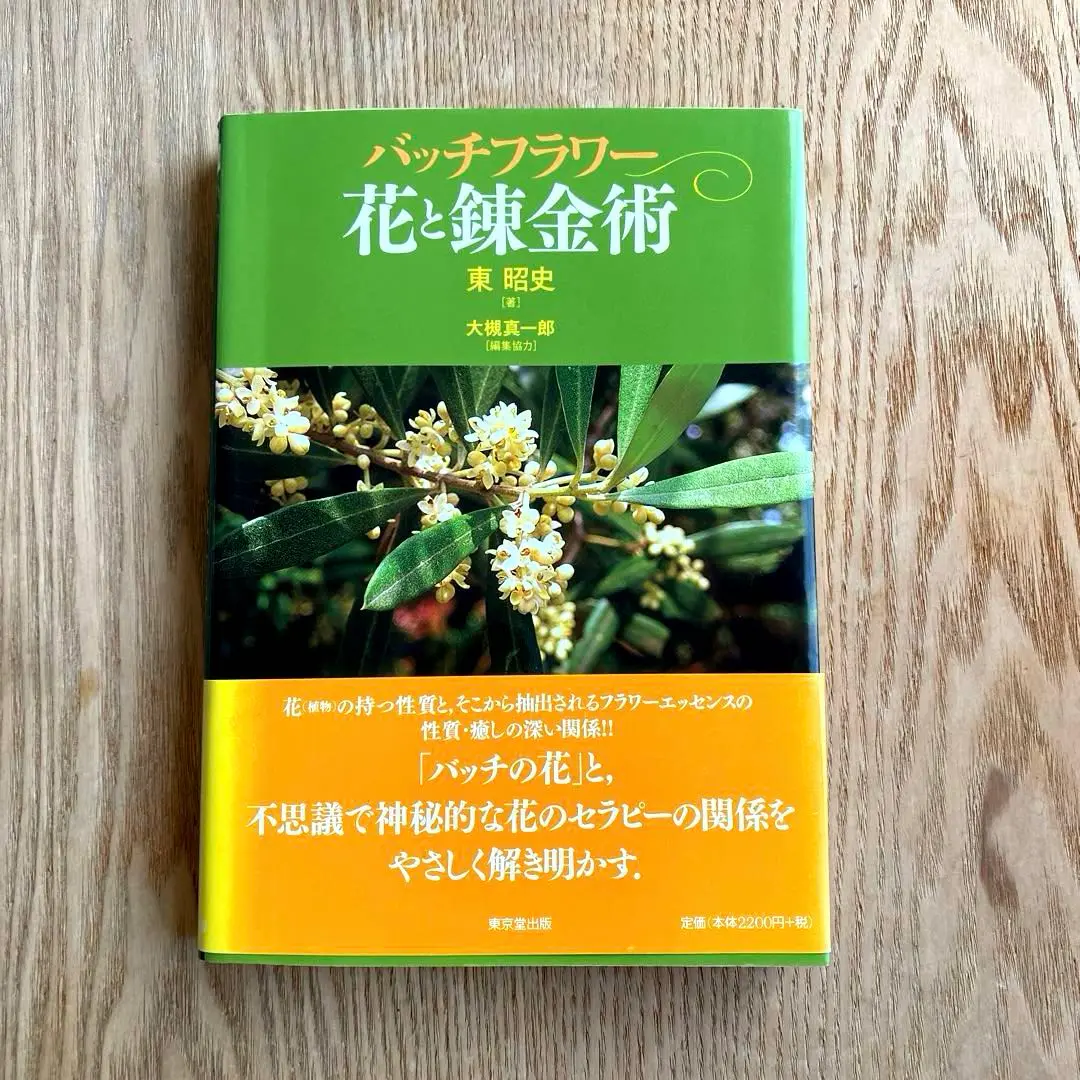 バッチフラワー
花と錬金術
東 昭史
[著]
大槻真一郎
[編集協力]
花(植物)の持つ性質と,そこから抽出されるフラワーエッセンスの
性質・癒しの深い関係!!
「バッチの花」と,
不思議で神秘的な花のセラピーの関係を
やさしく解き明かす.
東京堂出版
定価(本体2200円+税)